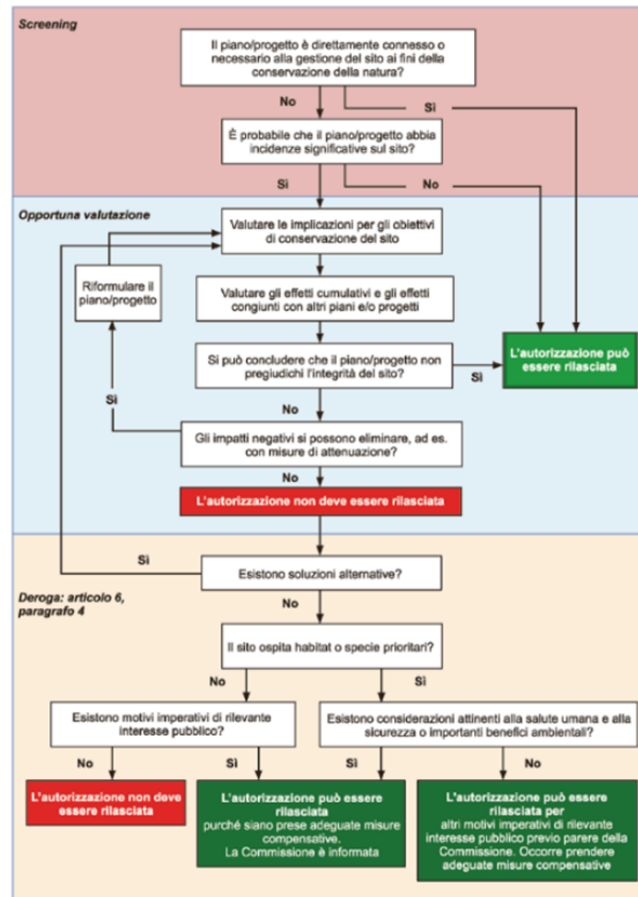 Screening
Il piano/progetto è direttamente connesso o
necessario alla gestione del sito ai fini della
conservazione della natura?
No
Sì
È probabile che il piano/progetto abbia
incidenze significative sul sito?
Sì
No
Opportuna valutazione
Valutare le implicazioni per gli obiettivi
di conservazione del sito
Riformulare il
piano/progetto
Valutare gli effetti cumulativi e gli effetti
congiunti con altri piani e/o progetti
Si può concludere che il piano/progetto non
pregiudichi l'integrità del sito?
Sì
L'autorizzazione può
essere rilasciata
Sì
No
Gli impatti negativi si possono eliminare, ad es.
con misure di attenuazione?
No
L'autorizzazione non deve essere rilasciata
Sì
Esistono soluzioni alternative?
Deroga: articolo 6,
paragrafo 4
No
Il sito ospita habitat o specie prioritari?
No
Sì
Esistono motivi imperativi di rilevante
interesse pubblico?
Esistono considerazioni attinenti alla salute umana e alla
sicurezza o importanti benefici ambientali?
No
Sì
Sì
No
L'autorizzazione non deve
essere rilasciata
L'autorizzazione può essere
rilasciata
purché siano prese adeguate misure
compensative.
La Commissione è informata
L'autorizzazione può essere
rilasciata per
altri motivi imperativi di rilevante
interesse pubblico previo parere della
Commissione. Occorre prendere
adeguate misure compensative